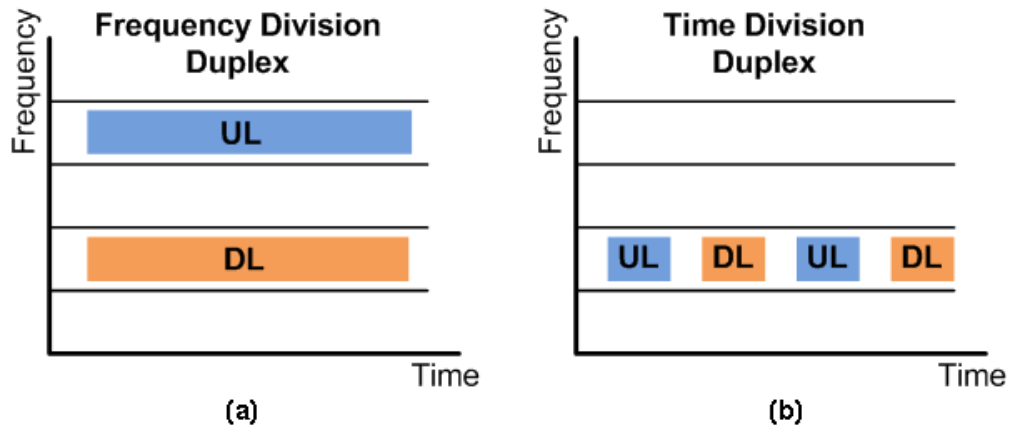 Frequency Division
Duplex
Frequency
UL
DL
Time
(a)
Time Division
Duplex
Frequency
UL DL UL DL
Time
(b)